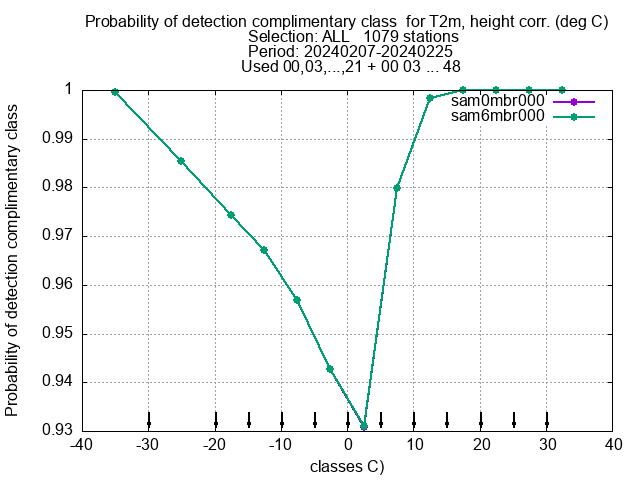 Probability of detection complimentary class  for T2m, height corr. (deg C)
Selection: ALL   1079 stations
Period: 20240207-20240225
Used 00,03,...,21 + 00 03 ... 48
Probability of detection complimentary class
1
0.99
0.98
0.97
0.96
0.95
0.94
0.93
sam0mbr000
sam6mbr000
-40 -30 -20 -10 0 10 20 30 40
classes C)